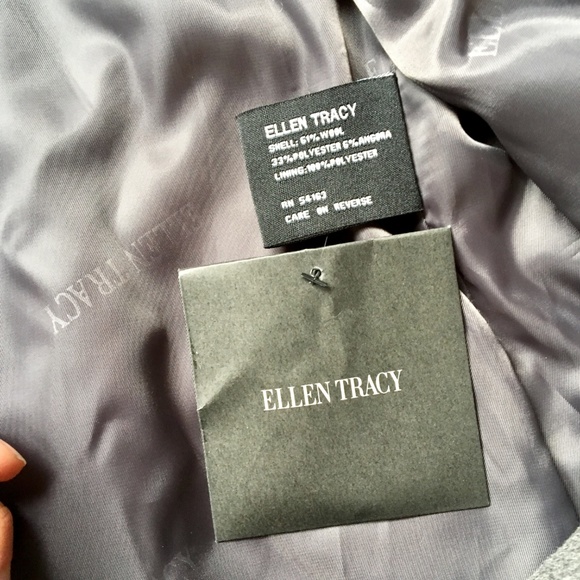 ELLEN TRACY
SHELL: 61% WOOL
33% POLYESTER 6% ANGORA
LINING: 100% POLYESTER
RN 54163
CARE ON REVERSE
ELLEN TRACY
ELLEN TRACY
EL